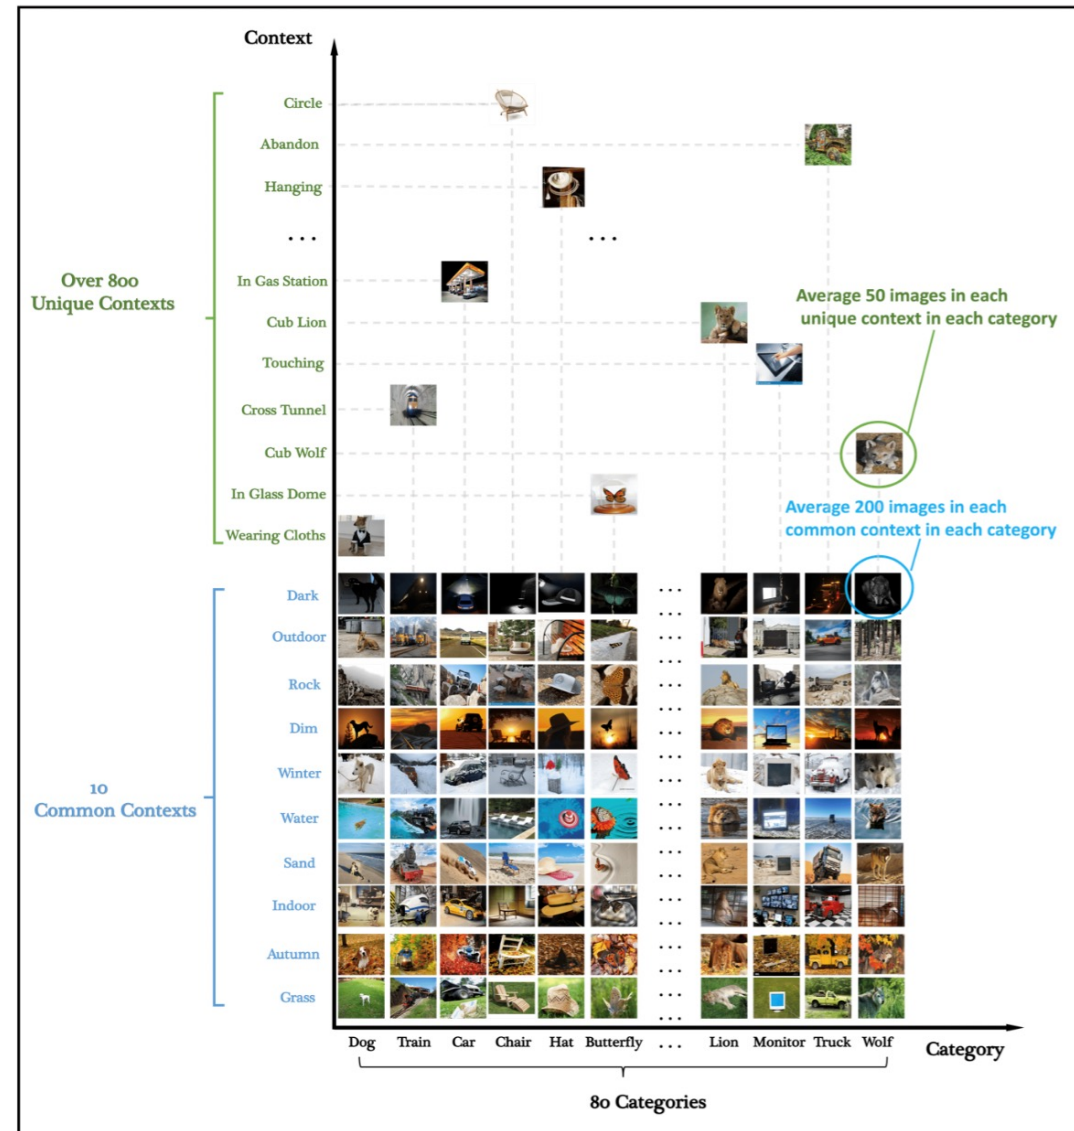 Context
Circle
Abandon
Hanging
...
...
Over 800
Unique Contexts
In Gas Station
Cub Lion
Touching
Cross Tunnel
Cub Wolf
In Glass Dome
Wearing Cloths
Average 50 images in each
unique context in each category
Average 200 images in each
common context in each category
10
Common Contexts
Dark
...
Outdoor
...
Rock
...
Dim
...
Winter
...
Water
...
Sand
...
Indoor
...
Autumn
...
Grass
...
Dog Train Car Chair Hat Butterfly ... Lion Monitor Truck Wolf
Category
80 Categories